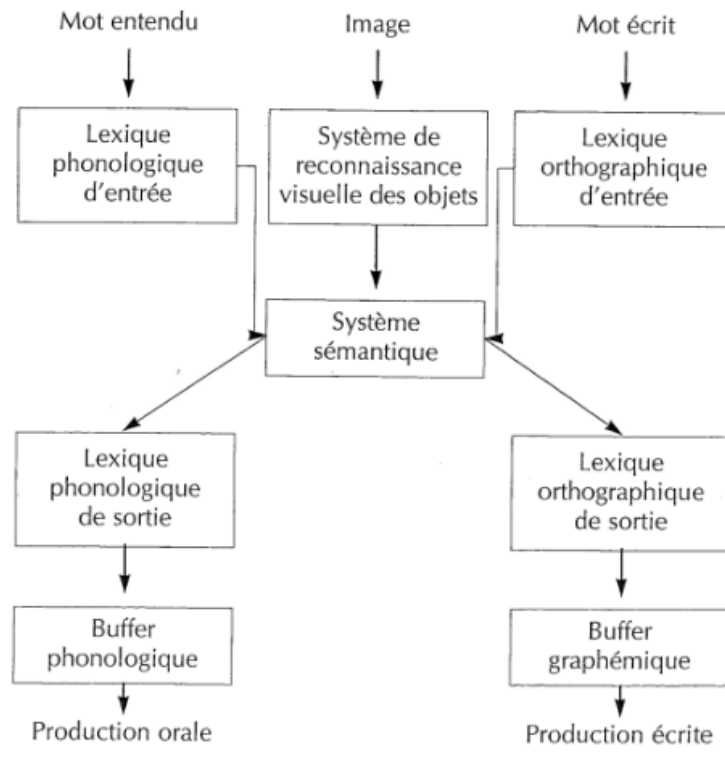 Mot entendu
Image
Mot écrit
Lexique
phonologique
d'entrée
Système de
reconnaissance
visuelle des objets
Lexique
orthographique
d'entrée
Système
sémantique
Lexique
phonologique
de sortie
Lexique
orthographique
de sortie
Buffer
phonologique
Buffer
graphémique
Production orale
Production écrite